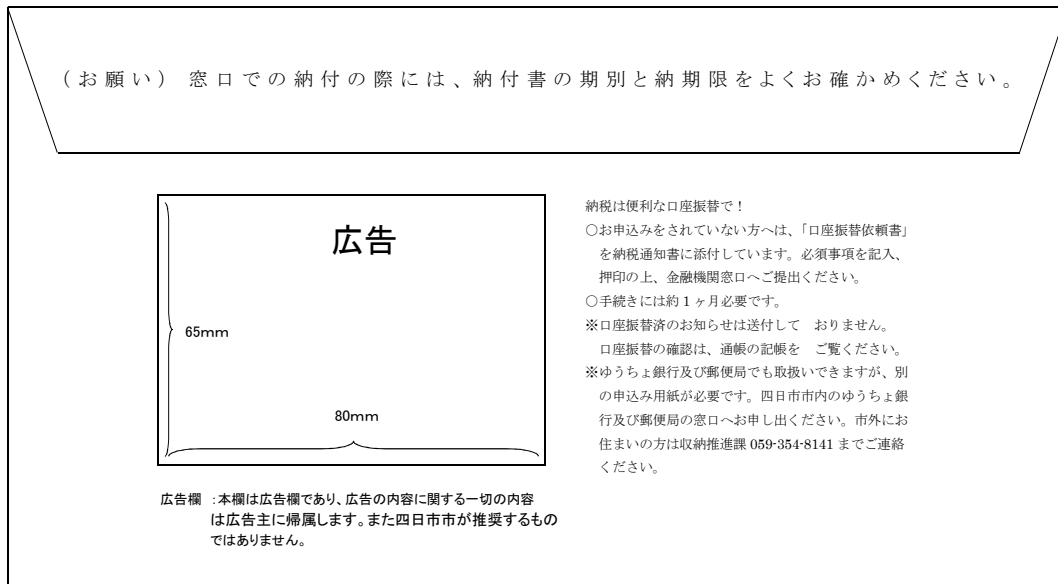 (お願い) 窓口での納付の際には、納付書の期別と納期限をよくお確かめください。
広告
65mm
80mm
広告欄 :本欄は広告欄であり、広告の内容に関する一切の内容
は広告主に帰属します。また四日市市が推奨するもの
ではありません。
納税は便利な口座振替で！
○お申込みをされていない方へは、「口座振替依頼書」
を納税通知書に添付しています。必須事項を記入、
押印の上、金融機関窓口へご提出ください。
○手続きには約 1 ヶ月必要です。
※口座振替済のお知らせは送付して　おりません。
口座振替の確認は、通帳の記帳を　ご覧ください。
※ゆうちょ銀行及び郵便局でも取扱いできますが、別
の申込み用紙が必要です。四日市市内のゆうちょ銀
行及び郵便局の窓口へお申し出ください。市外にお
住まいの方は収納推進課 059-354-8141 までご連絡
ください。